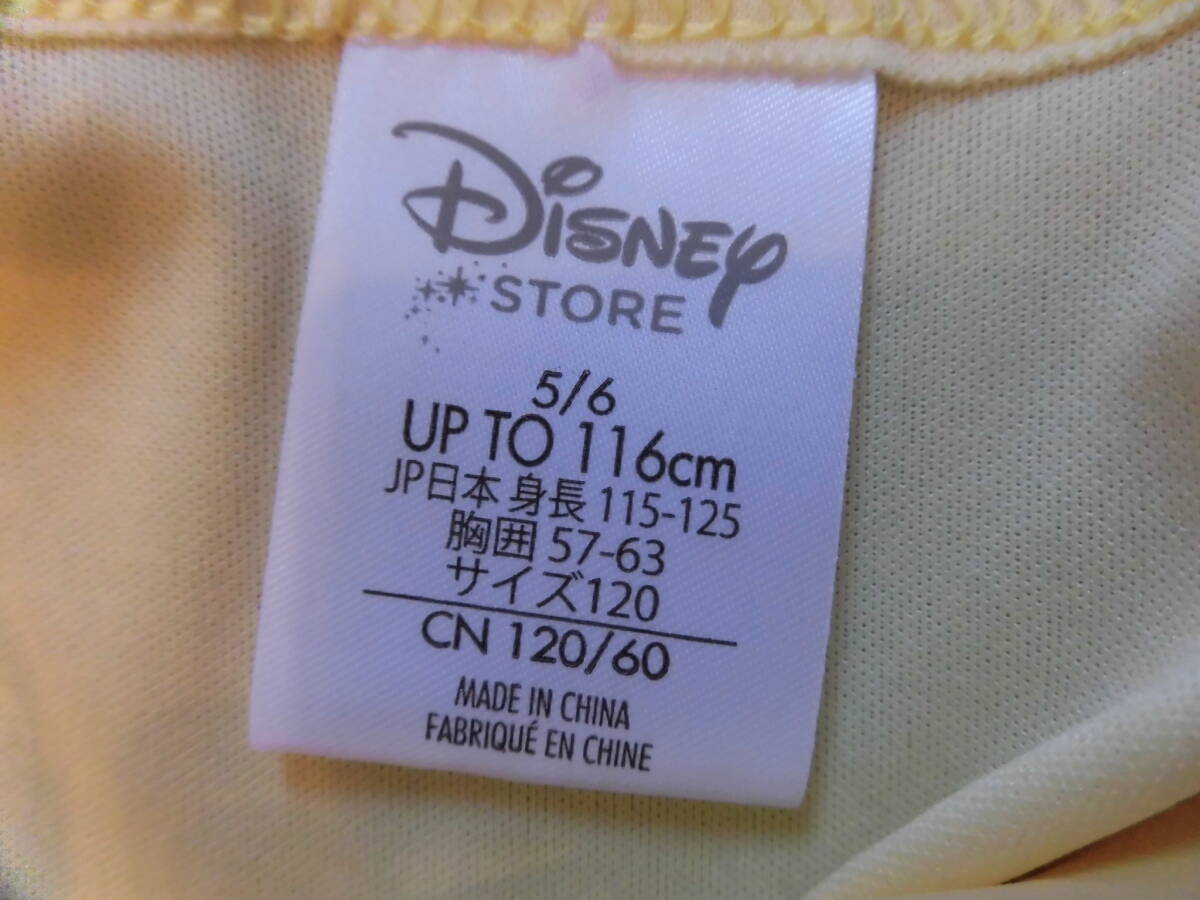 Disney
STORE
5/6
UP TO 116cm
JP日本 身長 115-125
胸囲 57-63
サイズ120
CN 120/60
MADE IN CHINA
FABRIQUÉ EN CHINE